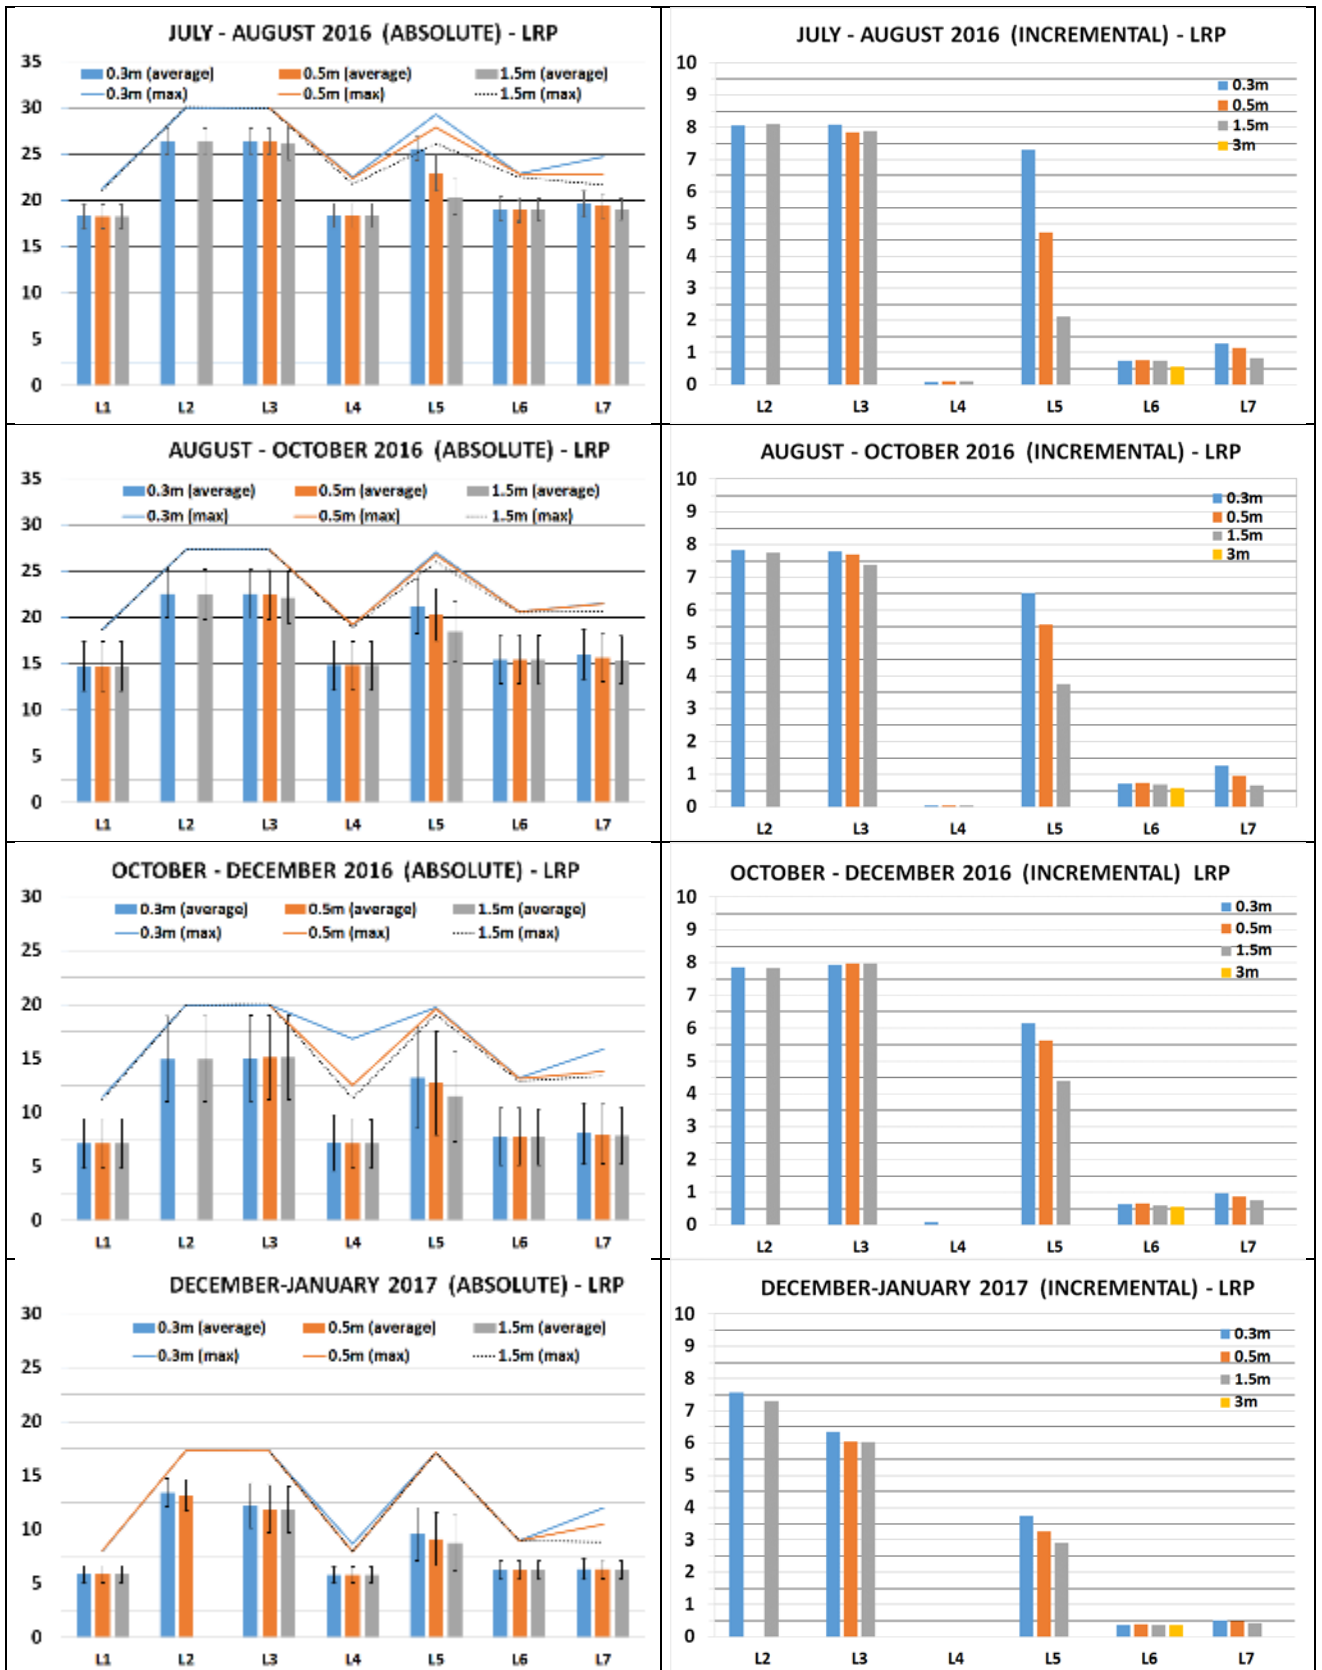 JULY - AUGUST 2016 (ABSOLUTE) - LRP
35
0.3m (average) 0.5m (average) 1.5m (average)
0.3m (max) 0.5m (max) 1.5m (max)
30
25
20
15
10
5
0
L1 L2 L3 L4 L5 L6 L7
JULY - AUGUST 2016 (INCREMENTAL) - LRP
10
9
8
7
6
5
4
3
2
1
0
0.3m
0.5m
1.5m
3m
L2 L3 L4 L5 L6 L7
AUGUST - OCTOBER 2016 (ABSOLUTE) - LRP
35
0.3m (average) 0.5m (average) 1.5m (average)
0.3m (max) 0.5m (max) 1.5m (max)
30
25
20
15
10
5
0
L1 L2 L3 L4 L5 L6 L7
AUGUST - OCTOBER 2016 (INCREMENTAL) - LRP
10
9
8
7
6
5
4
3
2
1
0
0.3m
0.5m
1.5m
3m
L2 L3 L4 L5 L6 L7
OCTOBER - DECEMBER 2016 (ABSOLUTE) - LRP
30
0.3m (average) 0.5m (average) 1.5m (average)
0.3m (max) 0.5m (max) 1.5m (max)
25
20
15
10
5
0
L1 L2 L3 L4 L5 L6 L7
OCTOBER - DECEMBER 2016 (INCREMENTAL) LRP
10
9
8
7
6
5
4
3
2
1
0
0.3m
0.5m
1.5m
3m
L2 L3 L4 L5 L6 L7
DECEMBER-JANUARY 2017 (ABSOLUTE) - LRP
30
0.3m (average) 0.5m (average) 1.5m (average)
0.3m (max) 0.5m (max) 1.5m (max)
25
20
15
10
5
0
L1 L2 L3 L4 L5 L6 L7
DECEMBER-JANUARY 2017 (INCREMENTAL) - LRP
10
9
8
7
6
5
4
3
2
1
0
0.3m
0.5m
1.5m
3m
L2 L3 L4 L5 L6 L7